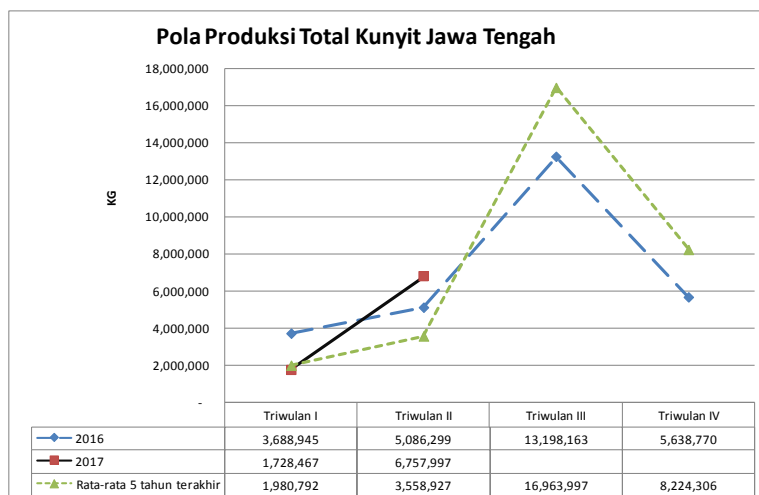 Pola Produksi Total Kunyit Jawa Tengah
KG
18,000,000
16,000,000
14,000,000
12,000,000
10,000,000
8,000,000
6,000,000
4,000,000
2,000,000
-
Triwulan I Triwulan II Triwulan III Triwulan IV
2016 3,688,945 5,086,299 13,198,163 5,638,770
2017 1,728,467 6,757,997
Rata-rata 5 tahun terakhir 1,980,792 3,558,927 16,963,997 8,224,306